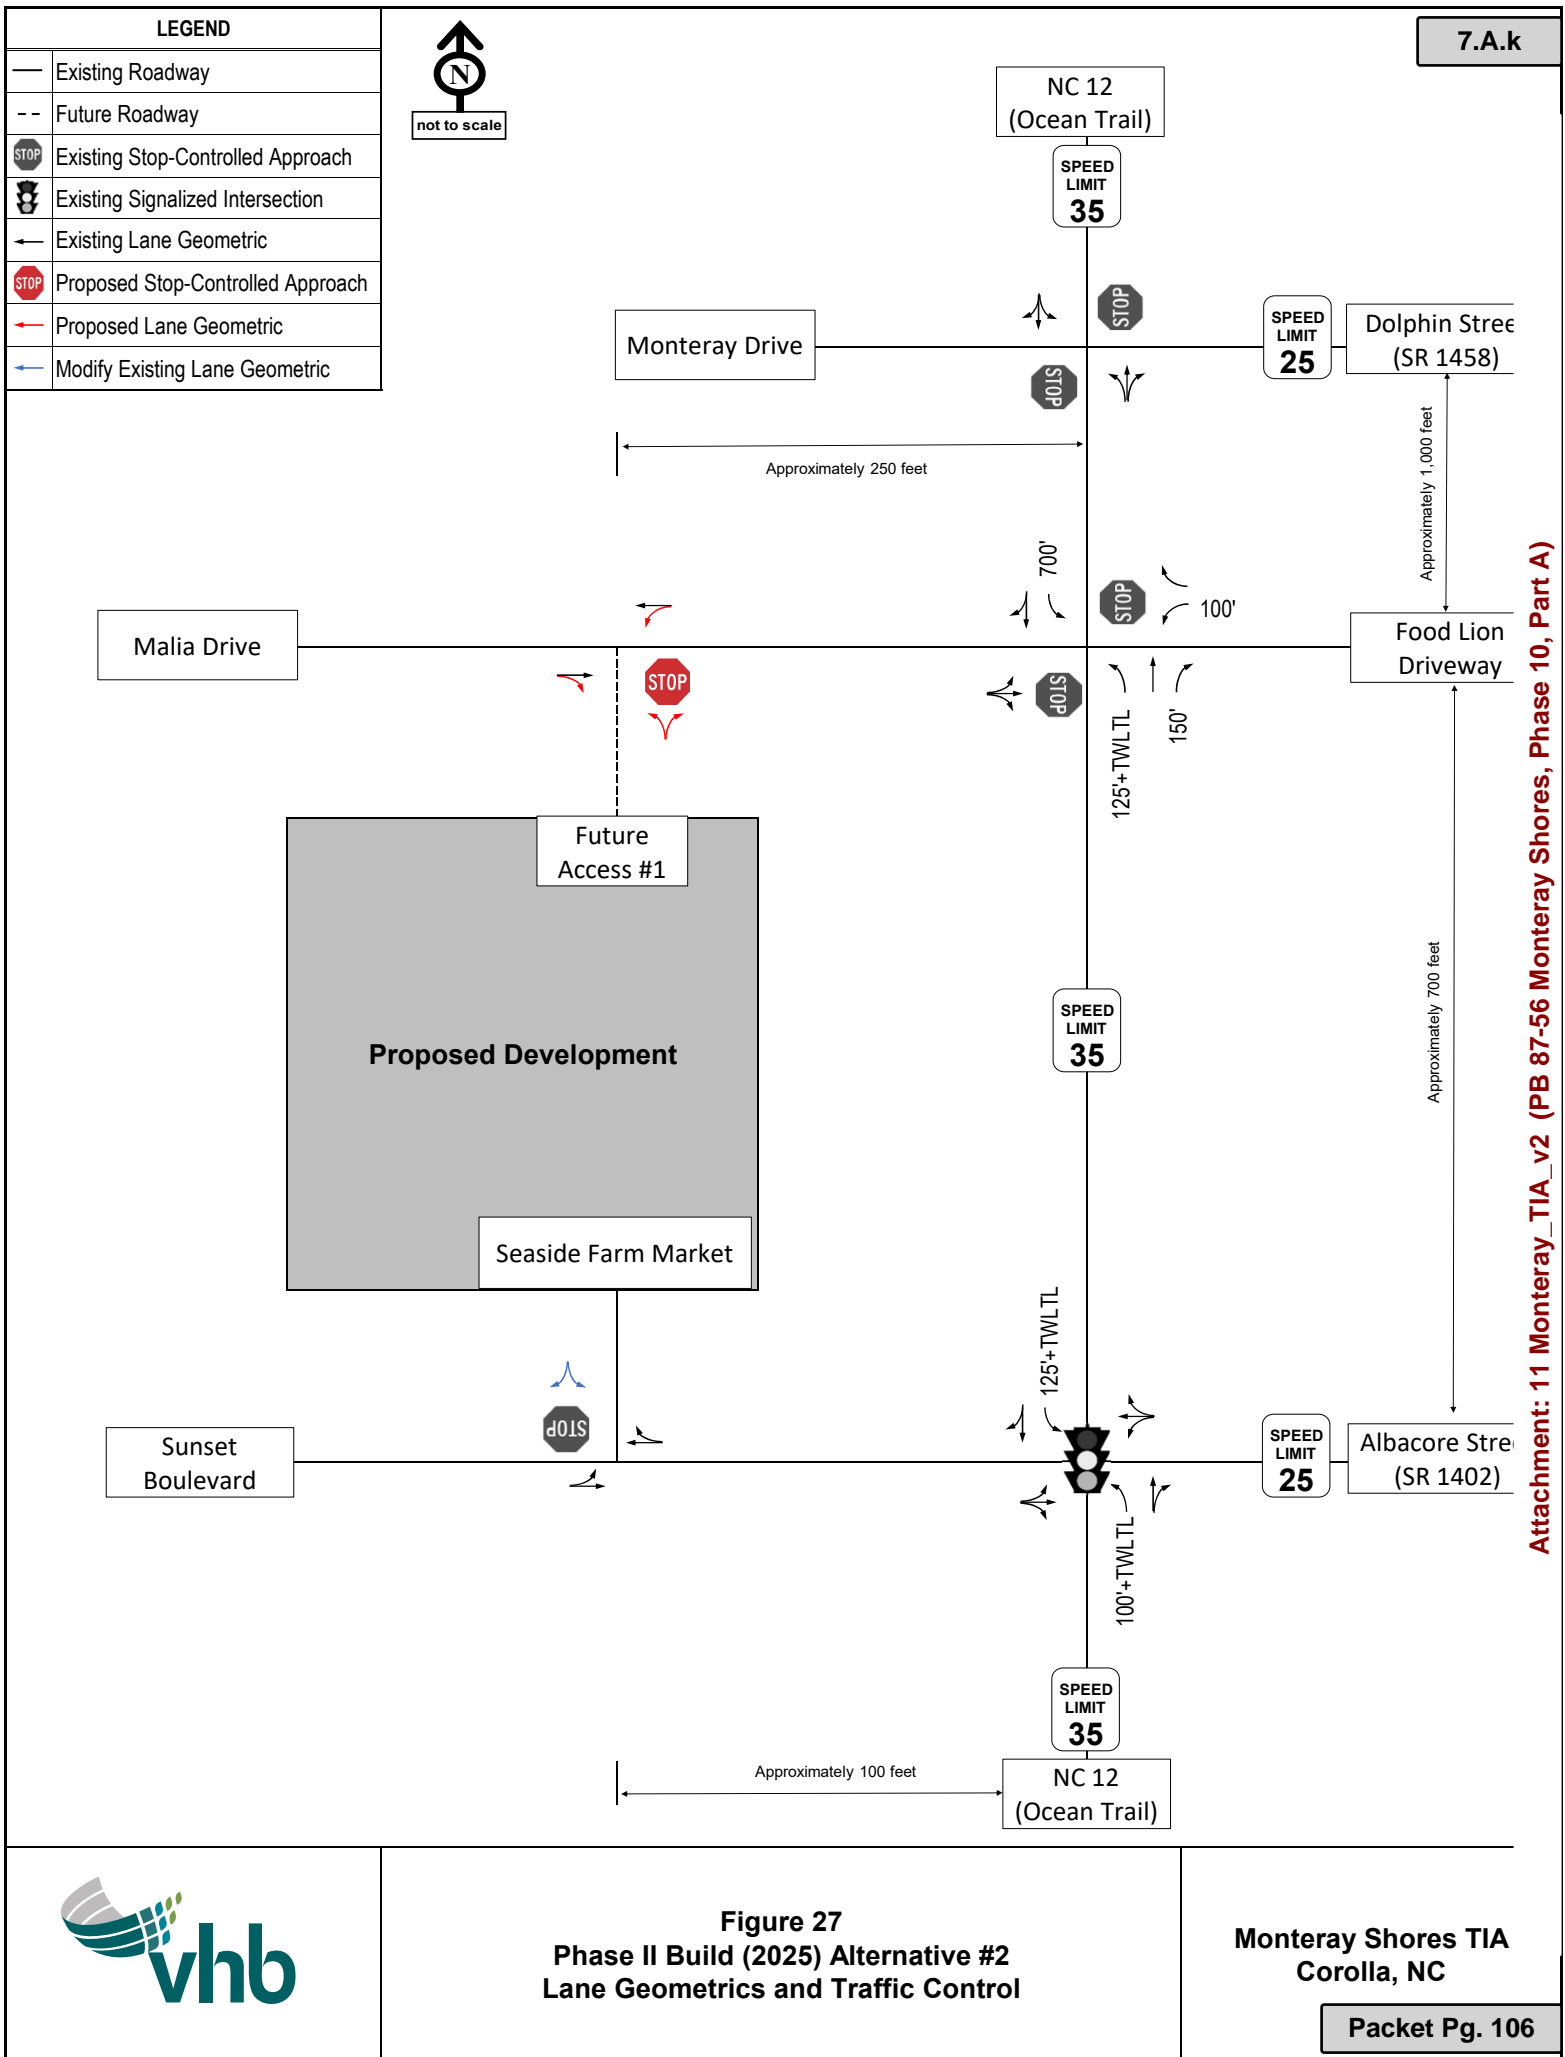 7.A.k
LEGEND
Existing Roadway
Future Roadway
STOP Existing Stop-Controlled Approach
Existing Signalized Intersection
Existing Lane Geometric
STOP Proposed Stop-Controlled Approach
Proposed Lane Geometric
Modify Existing Lane Geometric
N
not to scale
NC 12
(Ocean Trail)
SPEED
LIMIT
35
STOP
Monteray Drive
SPEED
LIMIT
25
Dolphin Stree
(SR 1458)
STOP
Approximately 250 feet
Approximately 1,000 feet
700'
STOP
100'
Malia Drive
Food Lion
Driveway
STOP
STOP
125'+TWLTL
150'
Future
Access #1
Proposed Development
SPEED
LIMIT
35
Approximately 700 feet
Seaside Farm Market
125'+TWLTL
STOP
Sunset
Boulevard
SPEED
LIMIT
25
Albacore Stre
(SR 1402)
100'+TWLTL
SPEED
LIMIT
35
Approximately 100 feet
NC 12
(Ocean Trail)
Attachment: 11 Monteray_TIA_v2 (PB 87-56 Monteray Shores, Phase 10, Part A)
vhb
Figure 27
Phase II Build (2025) Alternative #2
Lane Geometrics and Traffic Control
Monteray Shores TIA
Corolla, NC
Packet Pg. 106